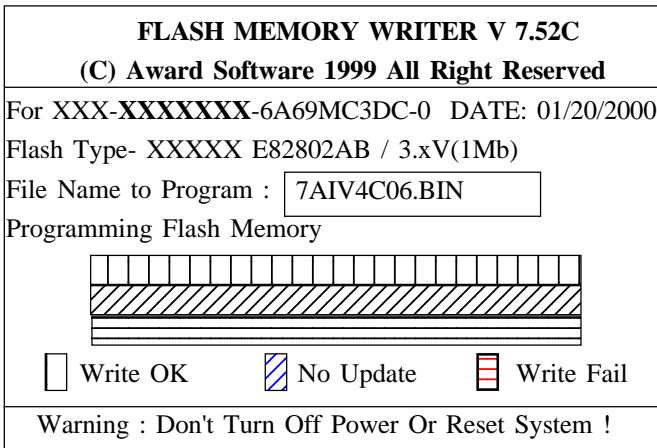 FLASH MEMORY WRITER V 7.52C
(C) Award Software 1999 All Right Reserved
For XXX-XXXXXXX-6A69MC3DC-0 DATE: 01/20/2000
Flash Type- XXXXX E82802AB / 3.xV(1Mb)
File Name to Program : 7AIV4C06.BIN
Programming Flash Memory
Write OK No Update Write Fail
Warning : Don't Turn Off Power Or Reset System !